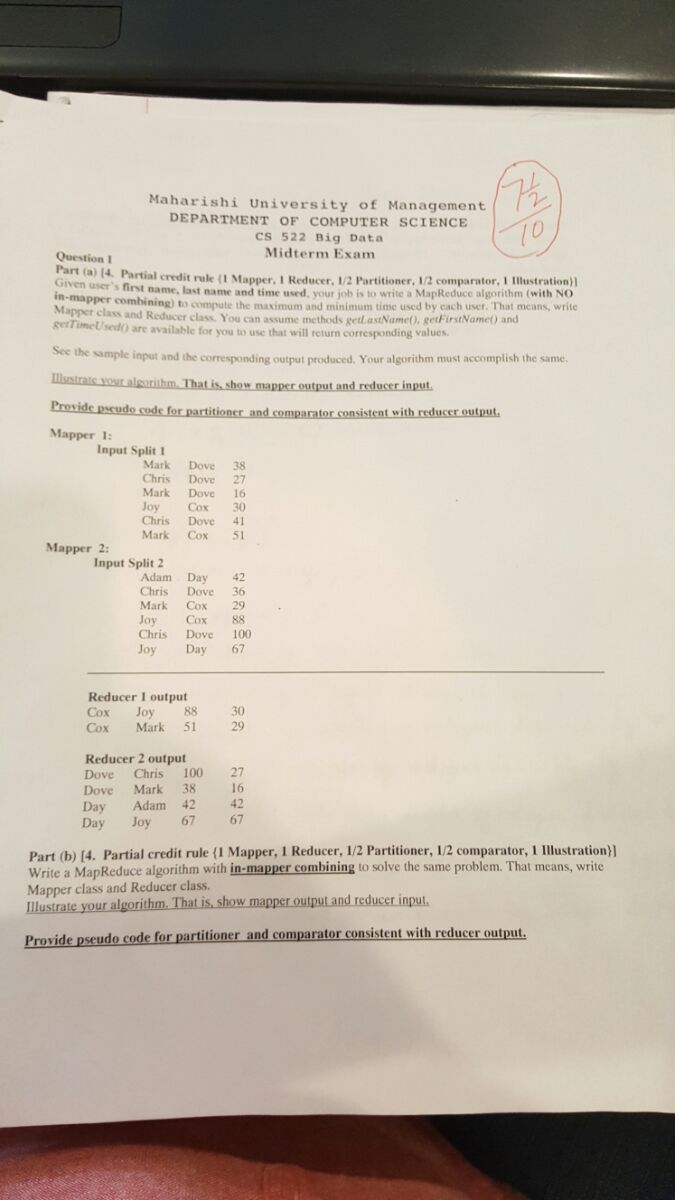 7½
10
Maharishi University of Management
DEPARTMENT OF COMPUTER SCIENCE
CS 522 Big Data
Midterm Exam
Question 1
Part (a) [4. Partial credit rule {1 Mapper, 1 Reducer, 1/2 Partitioner, 1/2 comparator, 1 Illustration}]
Given user's first name, last name and time used, your job is to write a MapReduce algorithm (with NO
in-mapper combining) to compute the maximum and minimum time used by each user. That means, write
Mapper class and Reducer class. You can assume methods getLastName(), getFirstName() and
getTimeUsed() are available for you to use that will return corresponding values.
See the sample input and the corresponding output produced. Your algorithm must accomplish the same.
Illustrate your algorithm. That is, show mapper output and reducer input.
Provide pseudo code for partitioner and comparator consistent with reducer output.
Mapper 1:
Input Split 1
Mark Dove 38
Chris Dove 27
Mark Dove 16
Joy Cox 30
Chris Dove 41
Mark Cox 51
Mapper 2:
Input Split 2
Adam Day 42
Chris Dove 36
Mark Cox 29
Joy Cox 88
Chris Dove 100
Joy Day 67
Reducer 1 output
Cox Joy 88 30
Cox Mark 51 29
Reducer 2 output
Dove Chris 100 27
Dove Mark 38 16
Day Adam 42 42
Day Joy 67 67
Part (b) [4. Partial credit rule {1 Mapper, 1 Reducer, 1/2 Partitioner, 1/2 comparator, 1 Illustration}]
Write a MapReduce algorithm with in-mapper combining to solve the same problem. That means, write
Mapper class and Reducer class.
Illustrate your algorithm. That is, show mapper output and reducer input.
Provide pseudo code for partitioner and comparator consistent with reducer output.